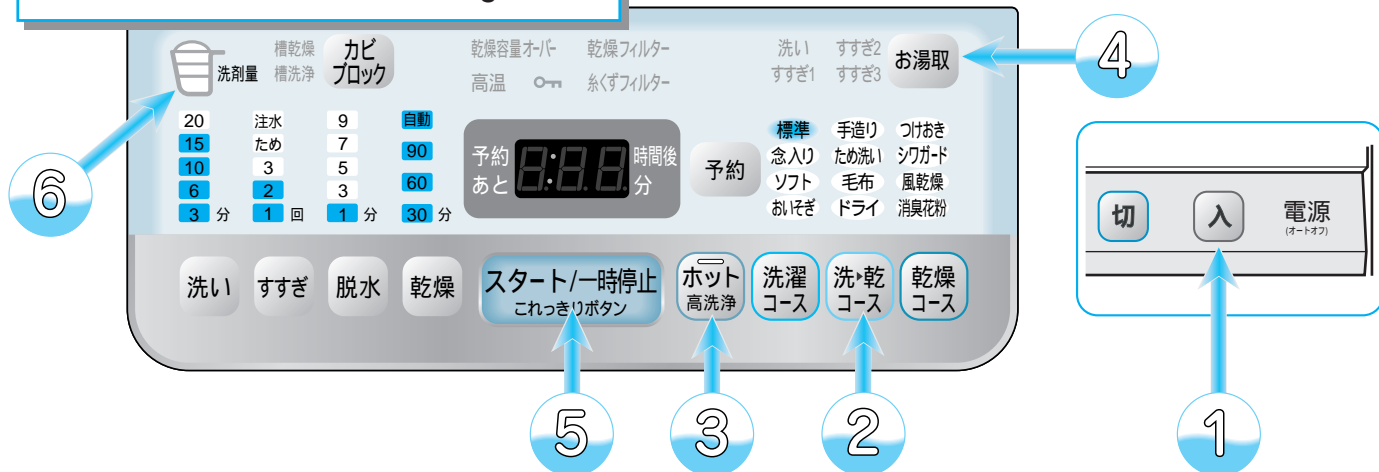 g
槽乾燥
槽洗浄
洗剤量
カビ
ブロック
乾燥容量オーバー 乾燥フィルター
高温 糸くずフィルター
洗い すすぎ2
すすぎ1 すすぎ3
お湯取
4
20 注水 9 自動
15 ため 7 90
10 3 5 60
6 2 3
3 分 1 回 1 分 30 分
予約 8:88 時間後
あと 分
予約
標準 手造り つけおき
念入り ため洗い シワガード
ソフト 毛布 風乾燥
おいそぎ ドライ 消臭花粉
6
切 入 電源
(オートオフ)
洗い すすぎ 脱水 乾燥
スタート/一時停止
これっきりボタン
ホット
高洗浄
洗濯
コース
洗▸乾
コース
乾燥
コース
5 3 2 1